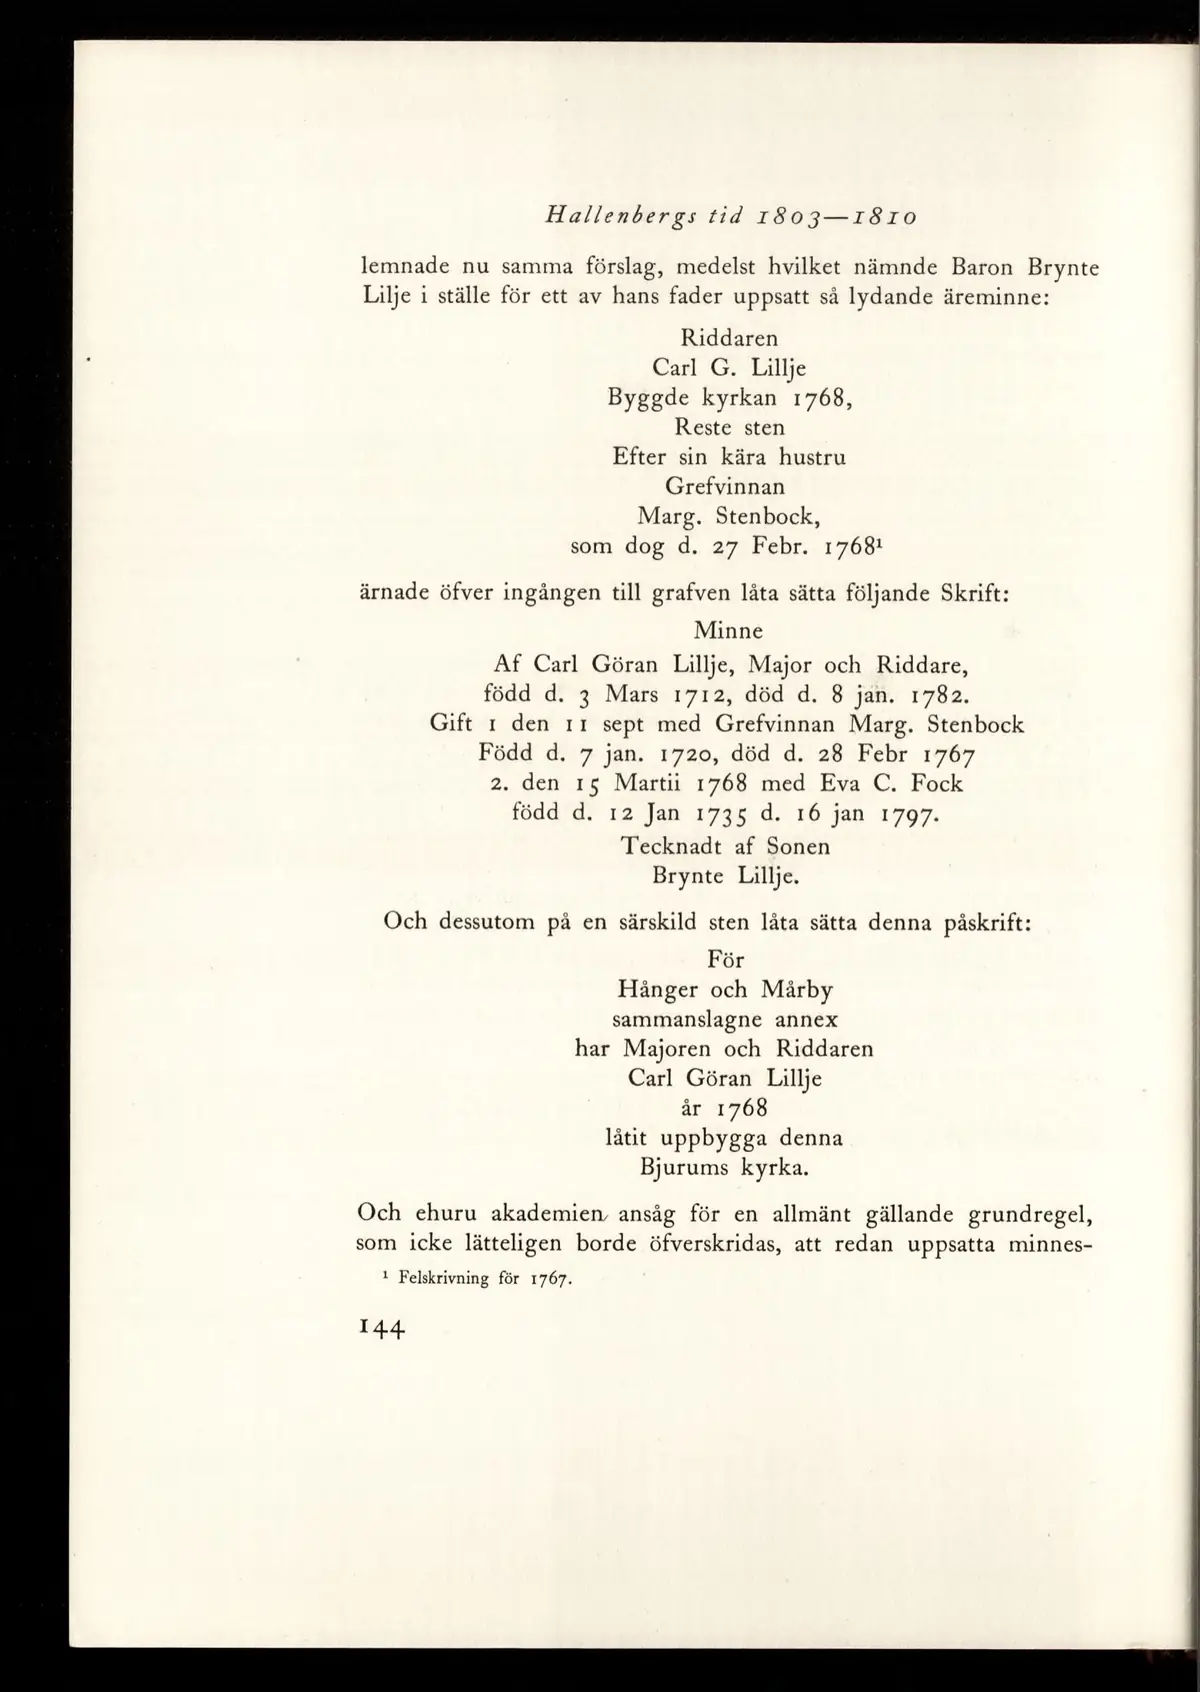 Hallenbergs tid 1803—1810
lemnade nu samma förslag, medelst hvilket nämnde Baron Brynte
Lilje i ställe för ett av hans fader uppsatt så lydande äreminne:
Riddaren
Carl G. Lillje
Byggde kyrkan 1768,
Reste sten
Efter sin kära hustru
Grefvinnan
Marg. Stenbock,
som dog d. 27 Febr. 1768¹
ärnade öfver ingången till grafven låta sätta följande Skrift:
Minne
Af Carl Göran Lillje, Major och Riddare,
född d. 3 Mars 1712, död d. 8 jan. 1782.
Gift 1 den 11 sept med Grefvinnan Marg. Stenbock
Född d. 7 jan. 1720, död d. 28 Febr 1767
2. den 15 Martii 1768 med Eva C. Fock
född d. 12 Jan 1735 d. 16 jan 1797.
Tecknadt af Sonen
Brynte Lillje.
Och dessutom på en särskild sten låta sätta denna påskrift:
För
Hånger och Mårby
sammanslagne annex
har Majoren och Riddaren
Carl Göran Lillje
år 1768
låtit uppbygga denna
Bjurums kyrka.
Och ehuru akademien ansåg för en allmänt gällande grundregel,
som icke lätteligen borde öfverskridas, att redan uppsatta minnes-
¹ Felskrivning för 1767.
144